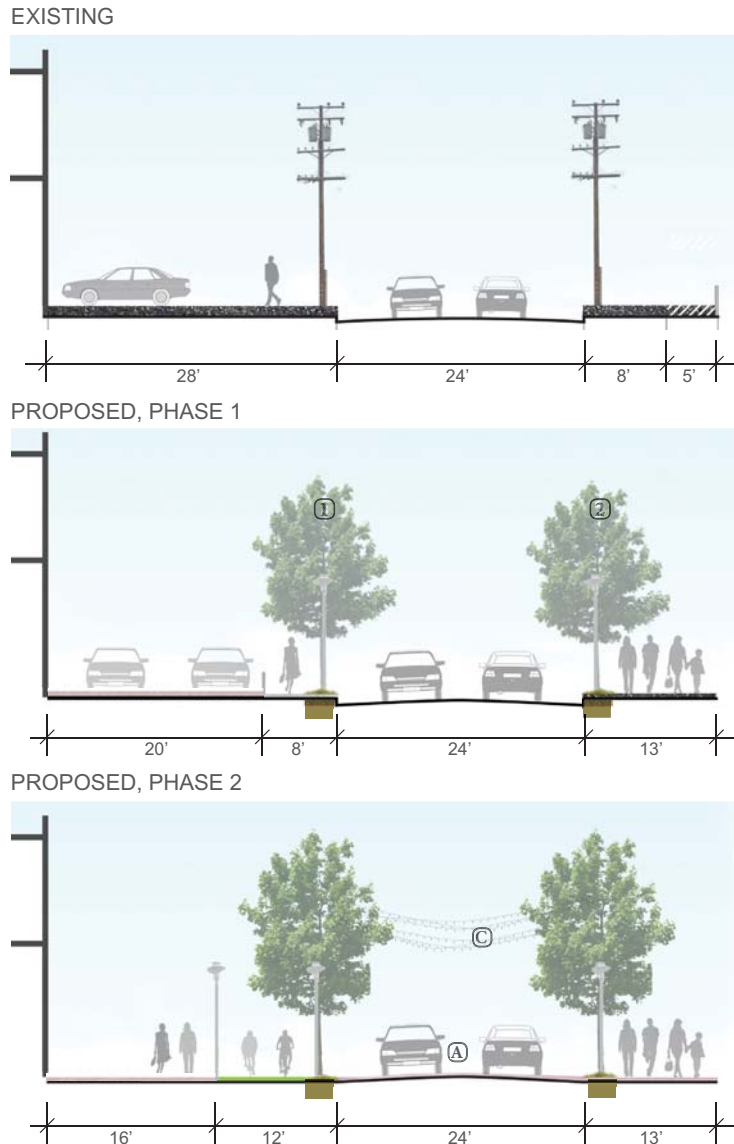 EXISTING
28’ 24’ 8’ 5’
PROPOSED, PHASE 1
1 2
20’ 8’ 24’ 13’
PROPOSED, PHASE 2
C
A
16’ 12’ 24’ 13’